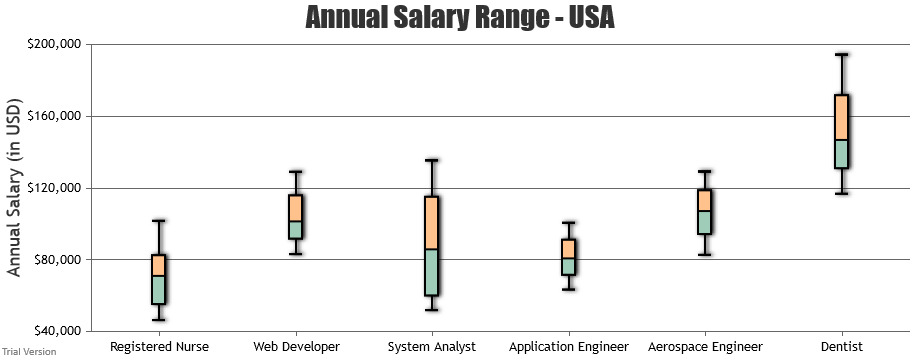 Annual Salary Range - USA
Annual Salary (in USD)
$200,000
$160,000
$120,000
$80,000
$40,000
Registered Nurse
Web Developer
System Analyst
Application Engineer
Aerospace Engineer
Dentist
Trial Version